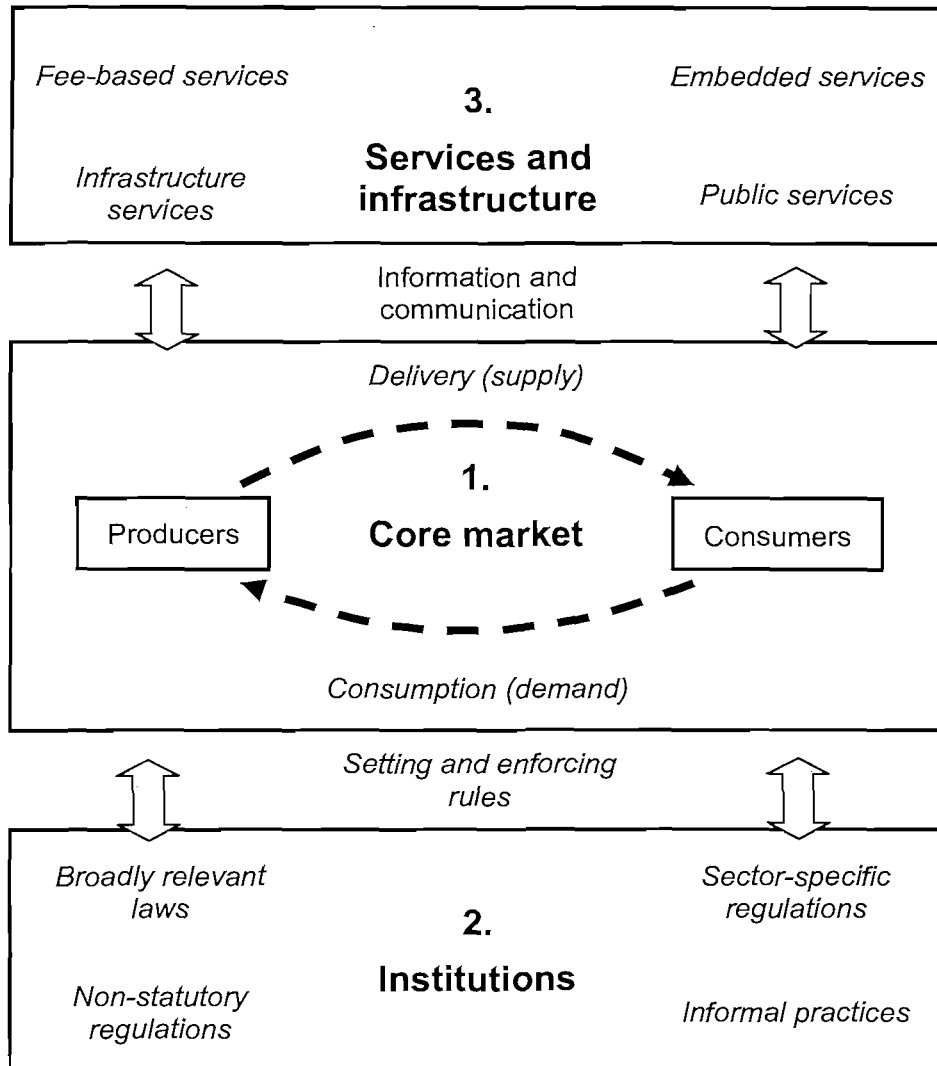 Fee-based services
Embedded services
3.
Services and
infrastructure
Infrastructure
services
Public services
Information and
communication
Delivery (supply)
1.
Core market
Producers
Consumers
Consumption (demand)
Setting and enforcing
rules
Broadly relevant
laws
Sector-specific
regulations
2.
Institutions
Non-statutory
regulations
Informal practices